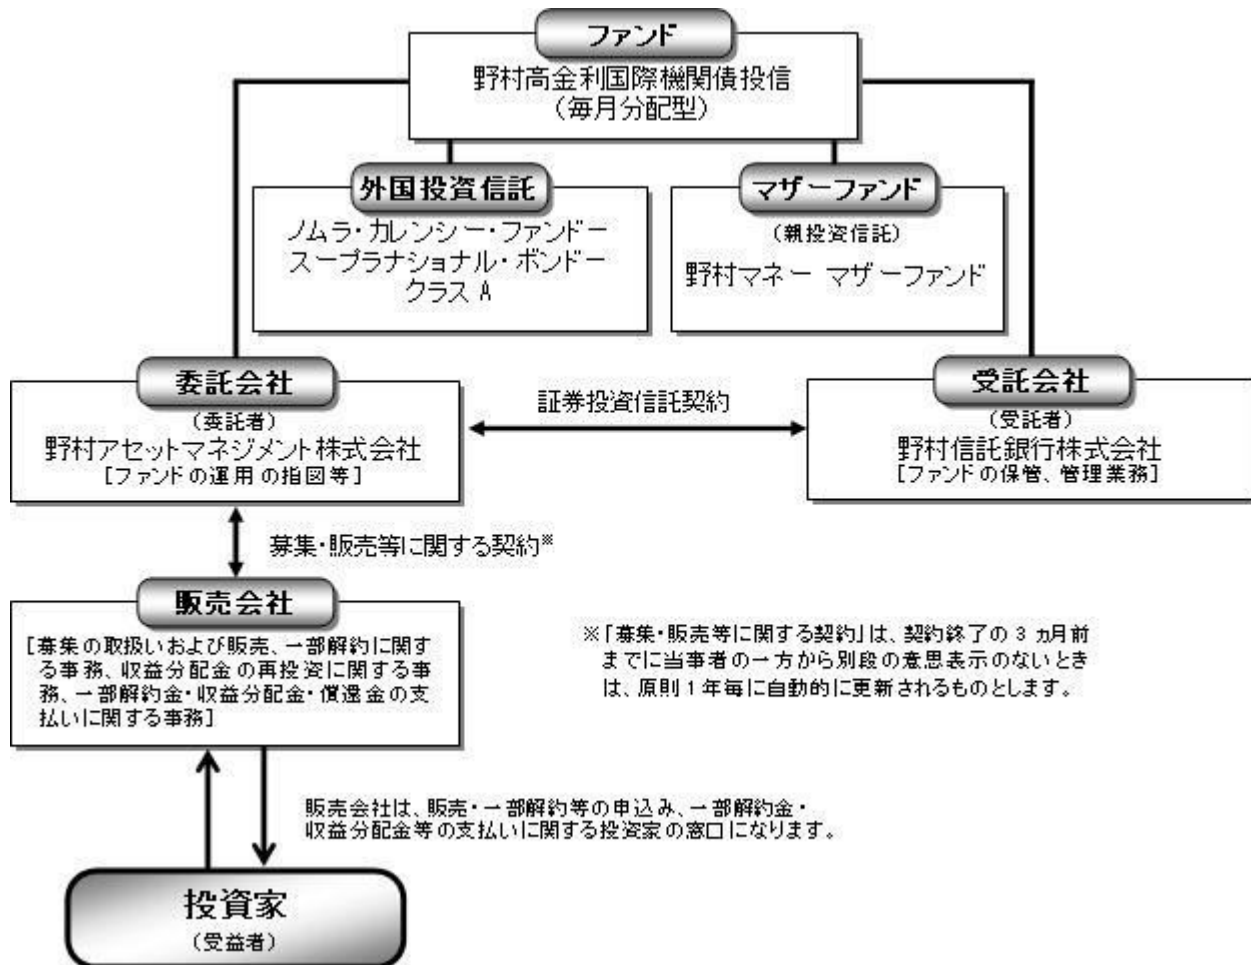 ファンド
野村高金利国際機関債投信
（毎月分配型）
外国投資信託
ノムラ・カレンシー・ファンドー
スープラナショナル・ボンドー
クラス A
マザーファンド
（親投資信託）
野村マネー マザーファンド
委託会社
（委託者）
野村アセットマネジメント株式会社
［ファンドの運用の指図等］
証券投資信託契約
受託会社
（受託者）
野村信託銀行株式会社
［ファンドの保管、管理業務］
募集・販売等に関する契約※
販売会社
［募集の取扱いおよび販売、一部解約に関す
る事務、収益分配金の再投資に関する事
務、一部解約金・収益分配金・償還金の支
払いに関する事務］
※「募集・販売等に関する契約」は、契約終了の 3 ヵ月前
までに当事者の一方から別段の意思表示のないとき
は、原則 1 年毎に自動的に更新されるものとします。
販売会社は、販売・一部解約等の申込み、一部解約金・
収益分配金等の支払いに関する投資家の窓口になります。
投資家
（受益者）